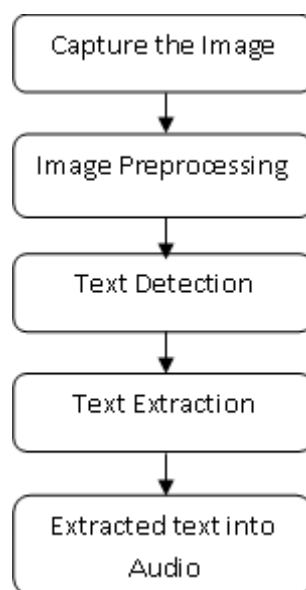 Capture the Image
Image Preprocessing
Text Detection
Text Extraction
Extracted text into
Audio